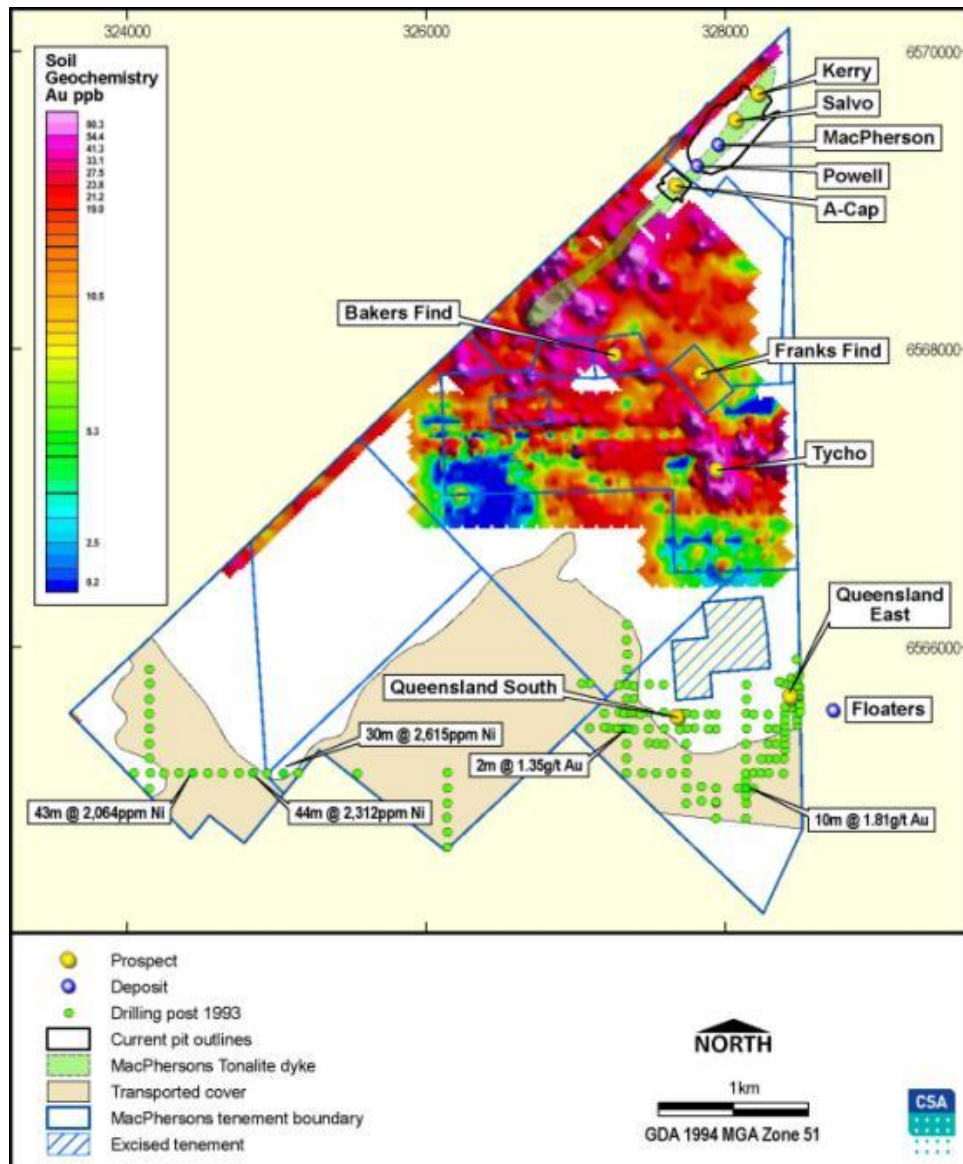 324000
326000
328000
6570000
Soil
Geochemistry
Au ppb
54.4
41.3
33.1
27.5
23.8
21.2
19.0
10.5
5.3
2.5
0.2
Kerry
Salvo
MacPherson
Powell
A-Cap
Bakers Find
6568000
Franks Find
Tycho
Queensland
East
6566000
Queensland South
Floaters
30m @ 2,615ppm Ni
2m @ 1.35g/t Au
43m @ 2,064ppm Ni
44m @ 2,312ppm Ni
10m @ 1.81g/t Au
Prospect
Deposit
Drilling post 1993
Current pit outlines
MacPhersons Tonalite dyke
Transported cover
MacPhersons tenement boundary
Excised tenement
NORTH
1km
GDA 1994 MGA Zone 51
CSA